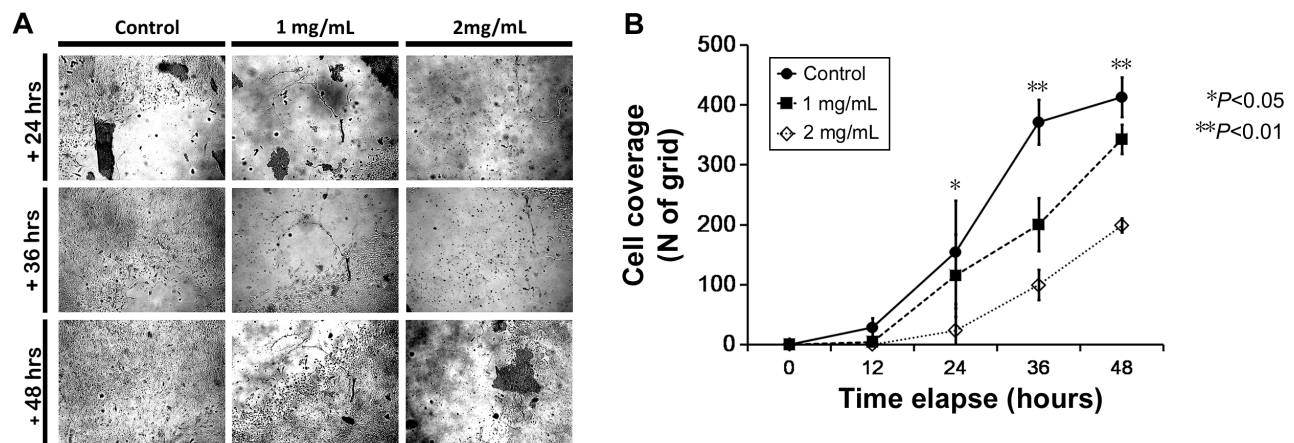 A
Control
1 mg/mL
2mg/mL
+ 24 hrs
+ 36 hrs
+ 48 hrs
B
500
400
300
200
100
0
Cell coverage
(N of grid)
Control
1 mg/mL
2 mg/mL
*
**
**
*P<0.05
**P<0.01
0
12
24
36
48
Time elapse (hours)